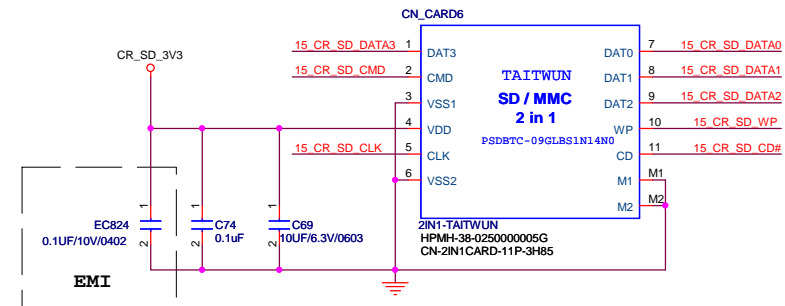 CN_CARD6
15_CR_SD_DATA3 1 DAT3 DAT0 7 15_CR_SD_DATA0
CR_SD_3V3
15_CR_SD_CMD 2 CMD TAITWUN DAT1 8 15_CR_SD_DATA1
3 VSS1 SD / MMC DAT2 9 15_CR_SD_DATA2
2 in 1
4 VDD WP 10 15_CR_SD_WP
PSDBTC-09GLBS1N14N0
15_CR_SD_CLK 5 CLK CD 11 15_CR_SD_CD#
6 VSS2 M1 M1
M2 M2
1 1 1
EC824 C74 C69 2IN1-TAITWUN
0.1UF/10V/0402 0.1uF 10UF/6.3V/0603 HPMH-38-0250000005G
2 2 2 CN-2IN1CARD-11P-3H85
EMI